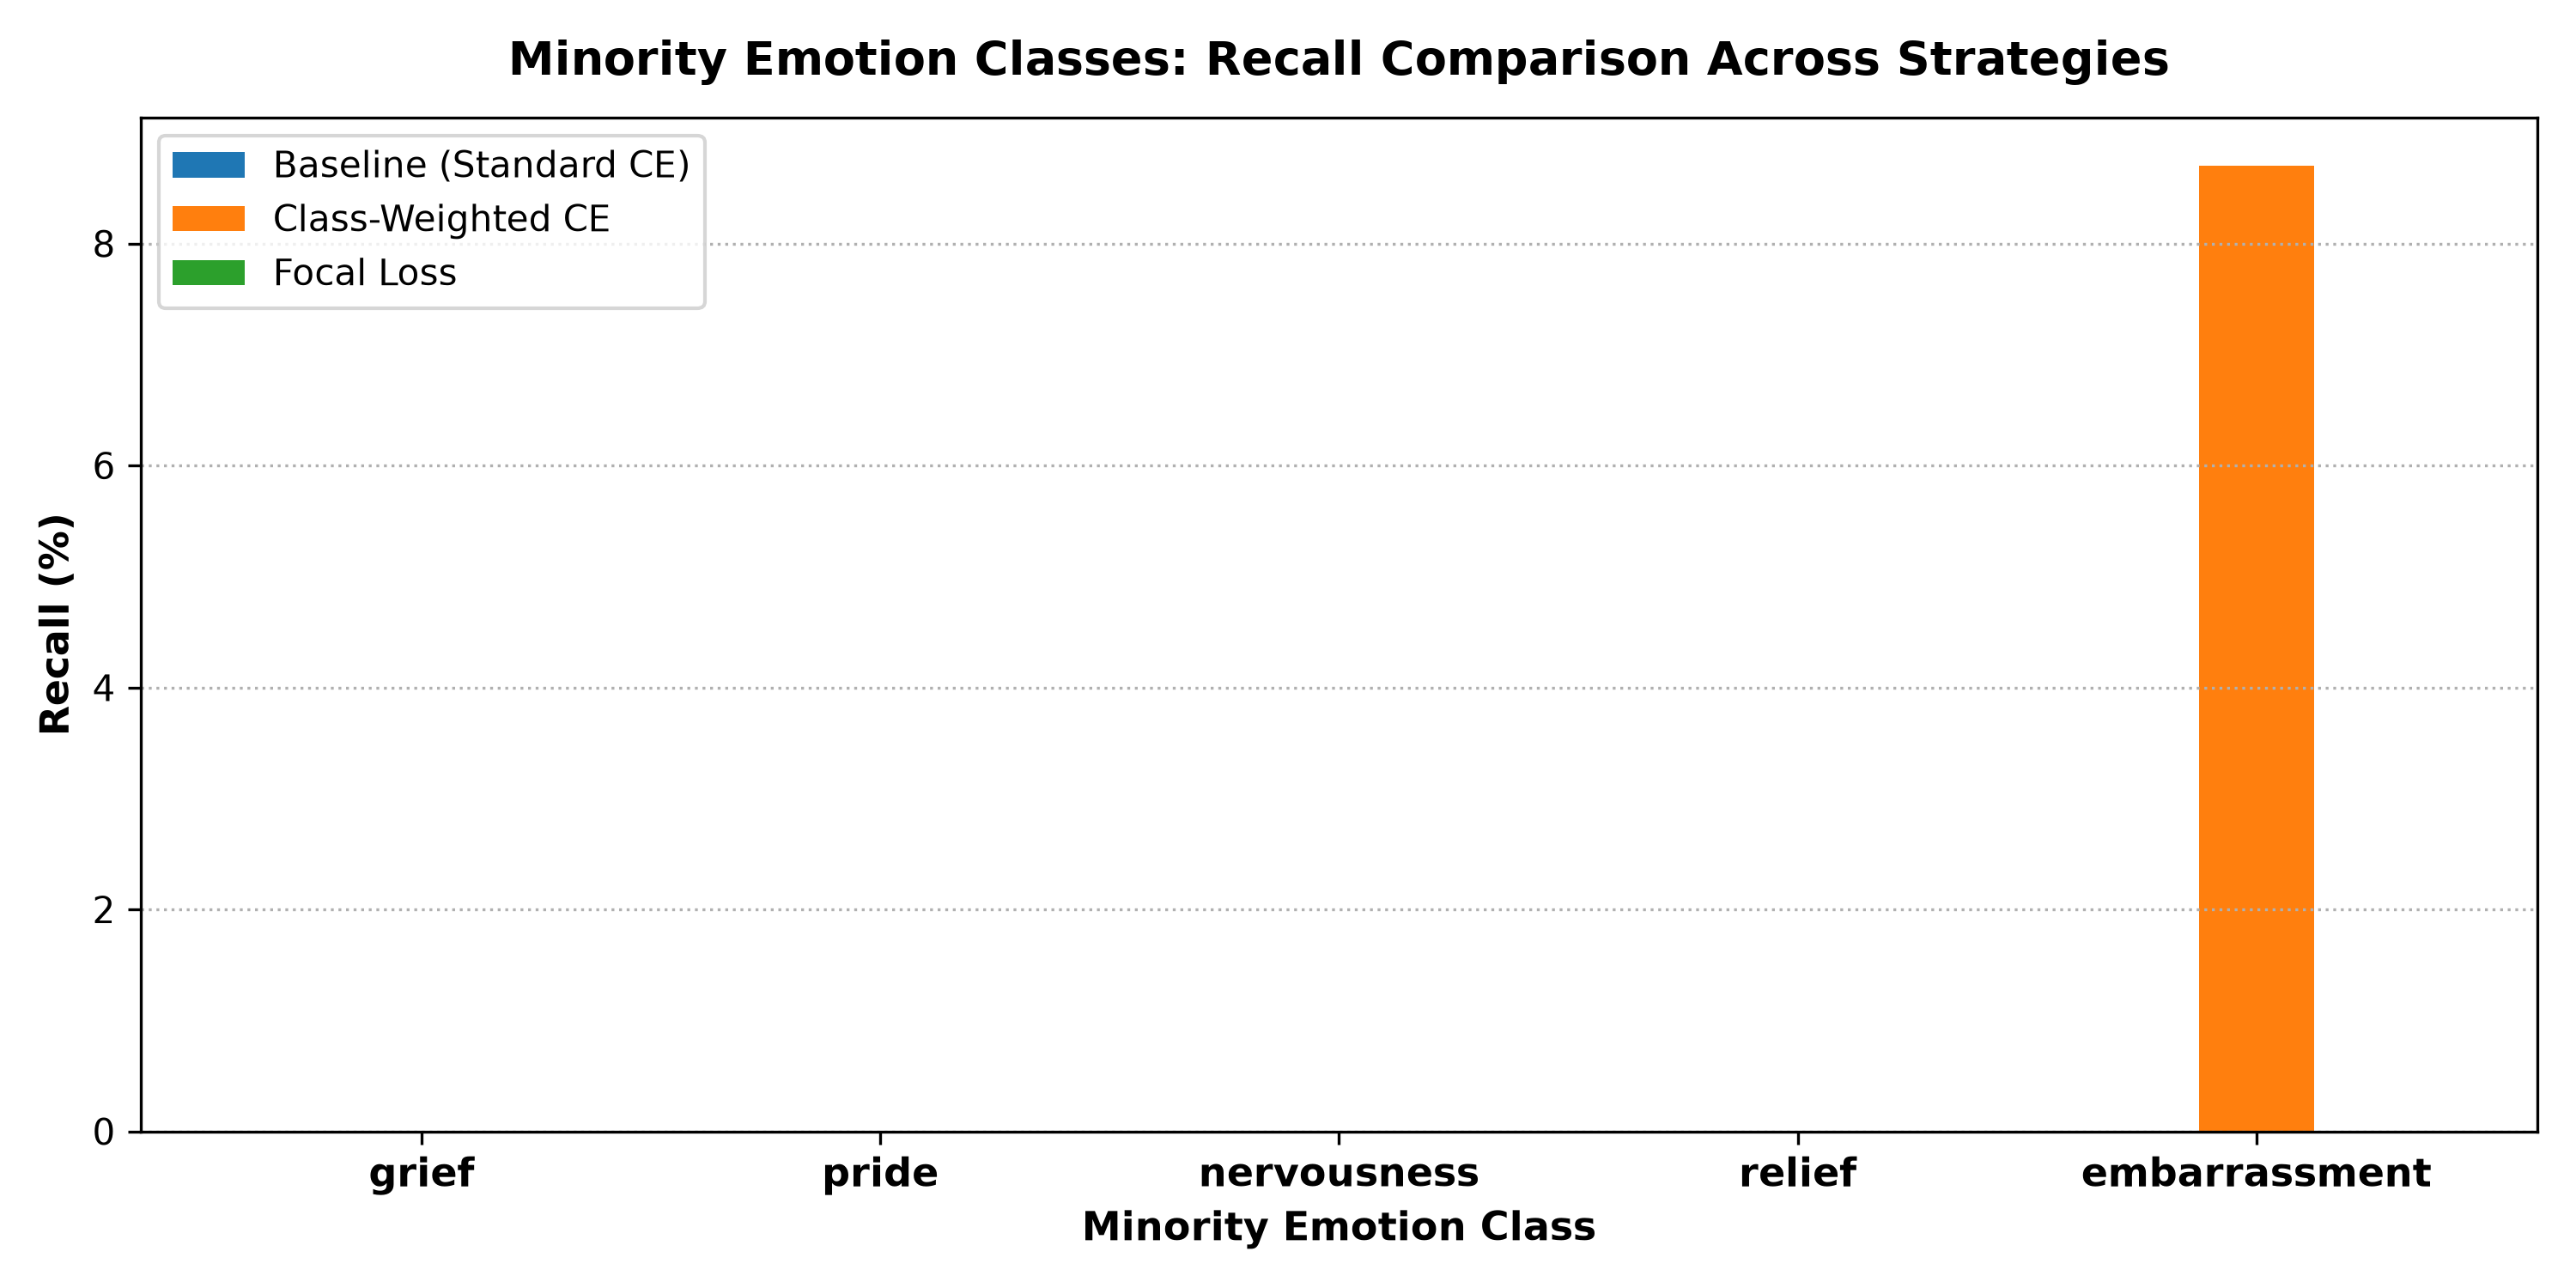 Minority Emotion Classes: Recall Comparison Across Strategies
Baseline (Standard CE)
Class-Weighted CE
Focal Loss
8
6
4
2
0
Recall (%)
grief pride nervousness relief embarrassment
Minority Emotion Class